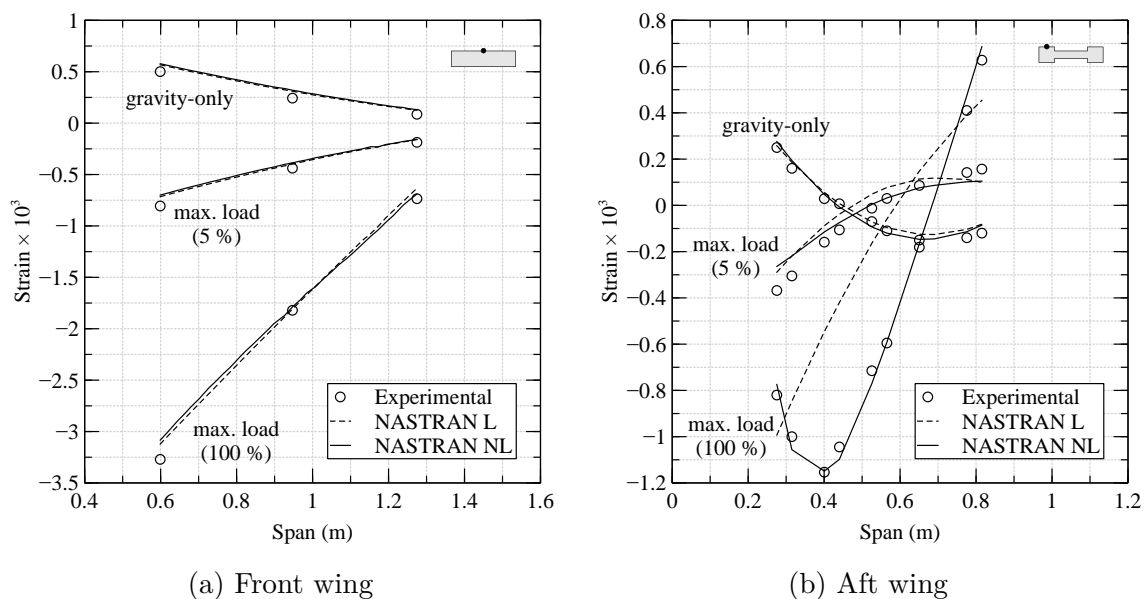 1
0.5
0
−0.5
−1
−1.5
−2
−2.5
−3
−3.5
0.4
0.6
0.8
1
1.2
1.4
1.6
Strain × 10³
Span (m)
gravity-only
max. load
(5 %)
max. load
(100 %)
Experimental
NASTRAN L
NASTRAN NL
(a) Front wing
0.8
0.6
0.4
0.2
0
−0.2
−0.4
−0.6
−0.8
−1
−1.2
0
0.2
0.4
0.6
0.8
1
1.2
Strain × 10³
Span (m)
gravity-only
max. load
(5 %)
max. load
(100 %)
Experimental
NASTRAN L
NASTRAN NL
(b) Aft wing